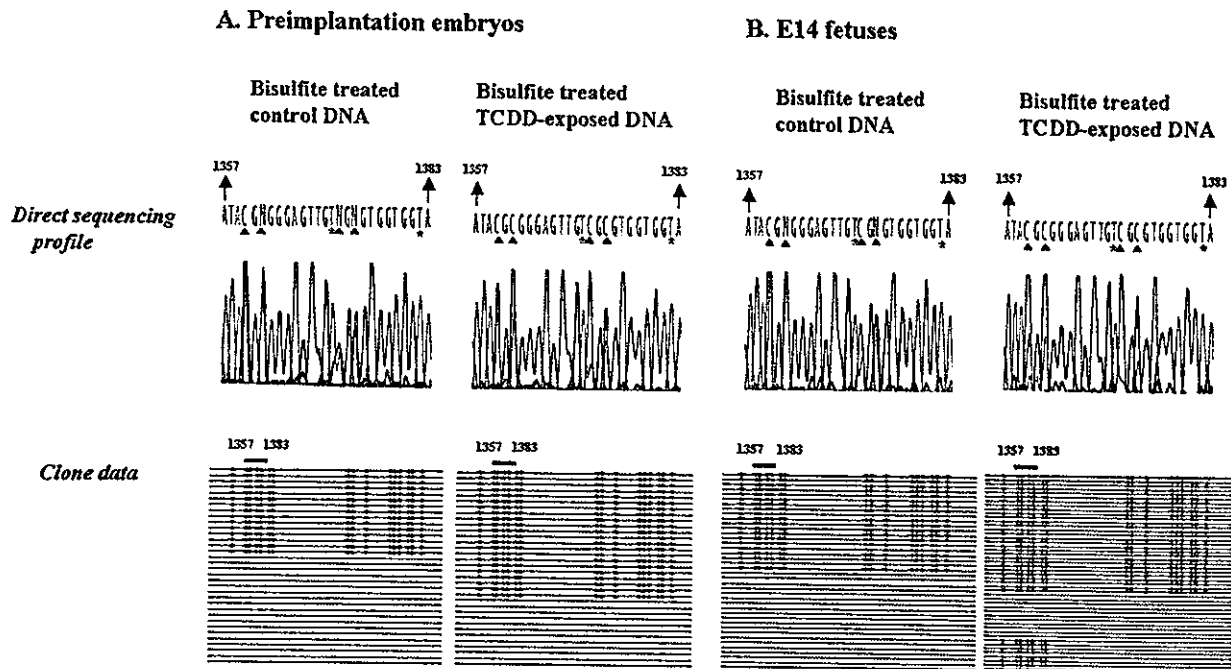 A. Preimplantation embryos
B. E14 fetuses
Bisulfite treated
control DNA
Bisulfite treated
TCDD-exposed DNA
Bisulfite treated
control DNA
Bisulfite treated
TCDD-exposed DNA
1357 1383
1357 1383
1357 1383
1357 1383
Direct sequencing
profile
ATACGNGGGAGTTGTNGNGTGGTGGTA
ATACGCGGGAGTTGTCGCGTGGTGGTA
ATACGNGGGAGTTGTCGNGTGGTGGTA
ATACGCGGGAGTTGTCGCGTGGTGGTA
Clone data
1357 1383
1357 1383
1357 1383
1357 1383